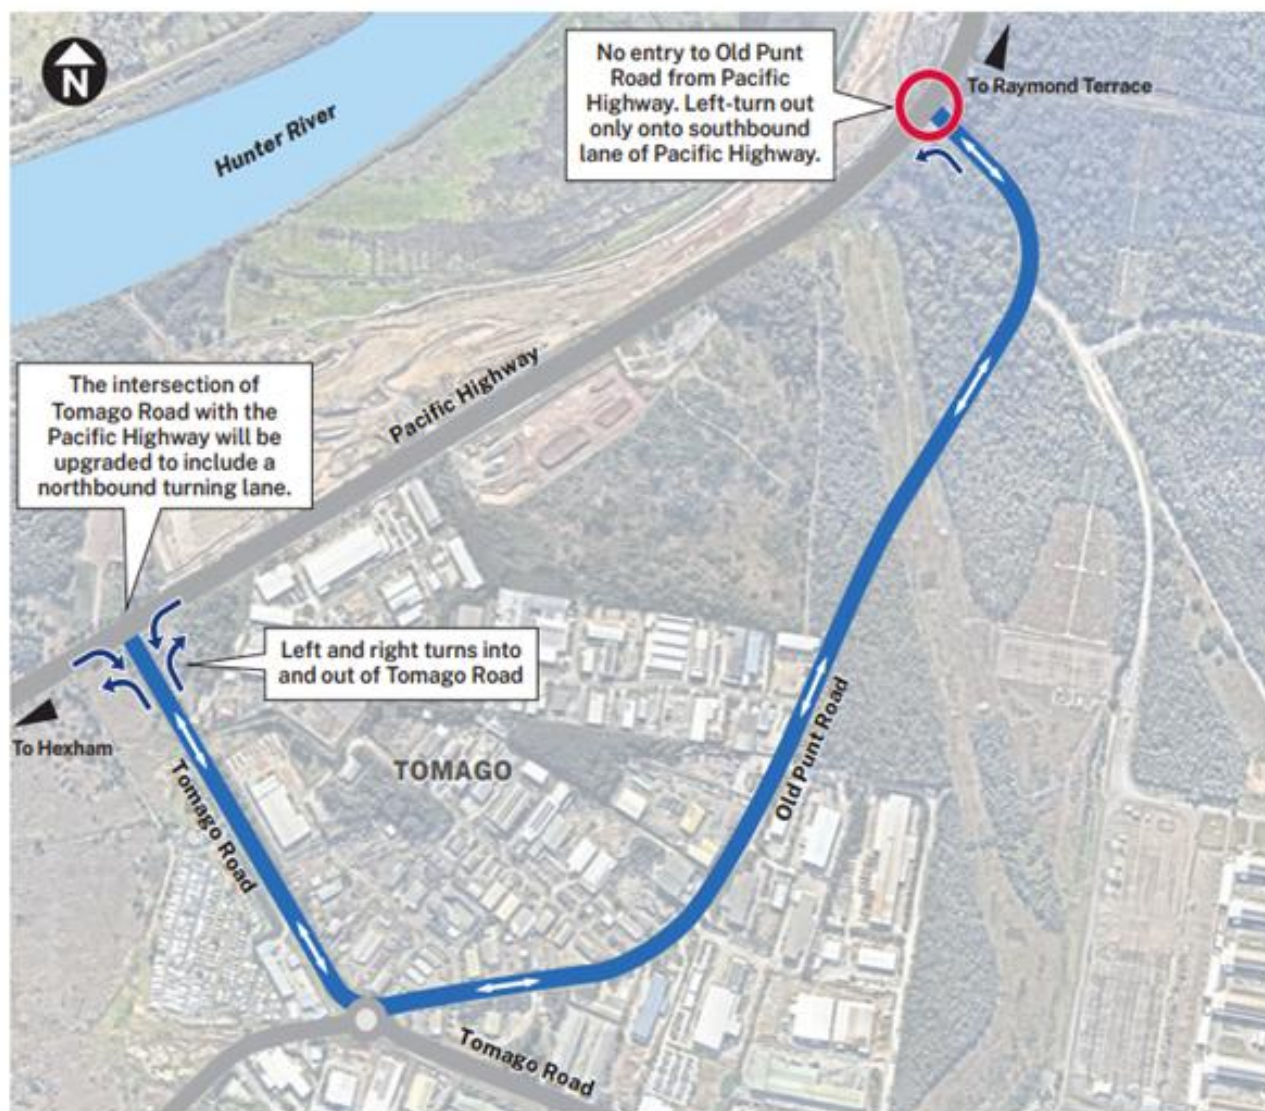 N
Hunter River
No entry to Old Punt
Road from Pacific
Highway. Left-turn out
only onto southbound
lane of Pacific Highway.
To Raymond Terrace
Pacific Highway
The intersection of
Tomago Road with the
Pacific Highway will be
upgraded to include a
northbound turning lane.
Left and right turns into
and out of Tomago Road
To Hexham
TOMAGO
Tomago Road
Old Punt Road
Tomago Road